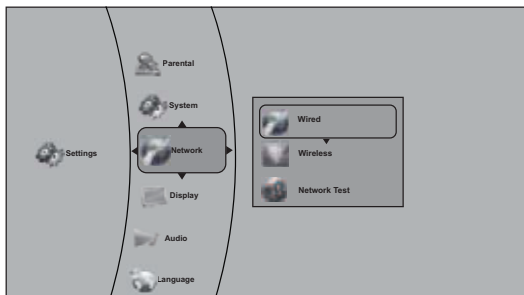 Settings
Parental
System
Network
Display
Audio
Language
Wired
Wireless
Network Test